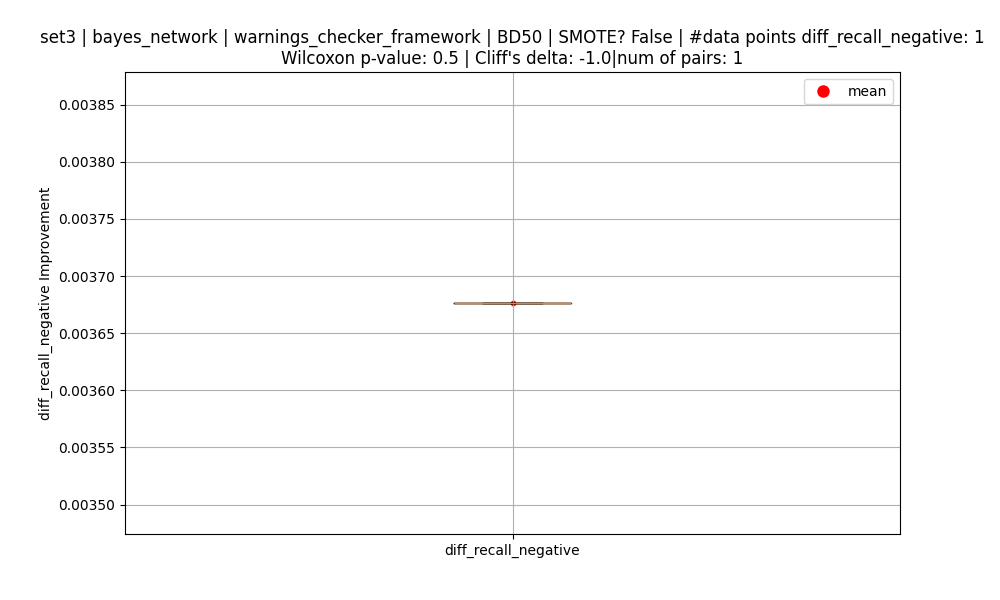 set3 | bayes_network | warnings_checker_framework | BD50 | SMOTE? False | #data points diff_recall_negative: 1
Wilcoxon p-value: 0.5 | Cliff's delta: -1.0|num of pairs: 1
mean
0.00385
0.00380
0.00375
0.00370
0.00365
0.00360
0.00355
0.00350
diff_recall_negative Improvement
diff_recall_negative